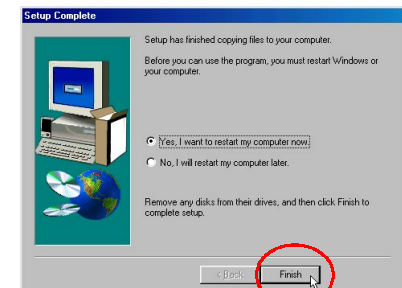 Setup Complete
Setup has finished copying files to your computer.
Before you can use the program, you must restart Windows or
your computer.
Yes, I want to restart my computer now.
No, I will restart my computer later.
Remove any disks from their drives, and then click Finish to
complete setup.
< Back
Finish